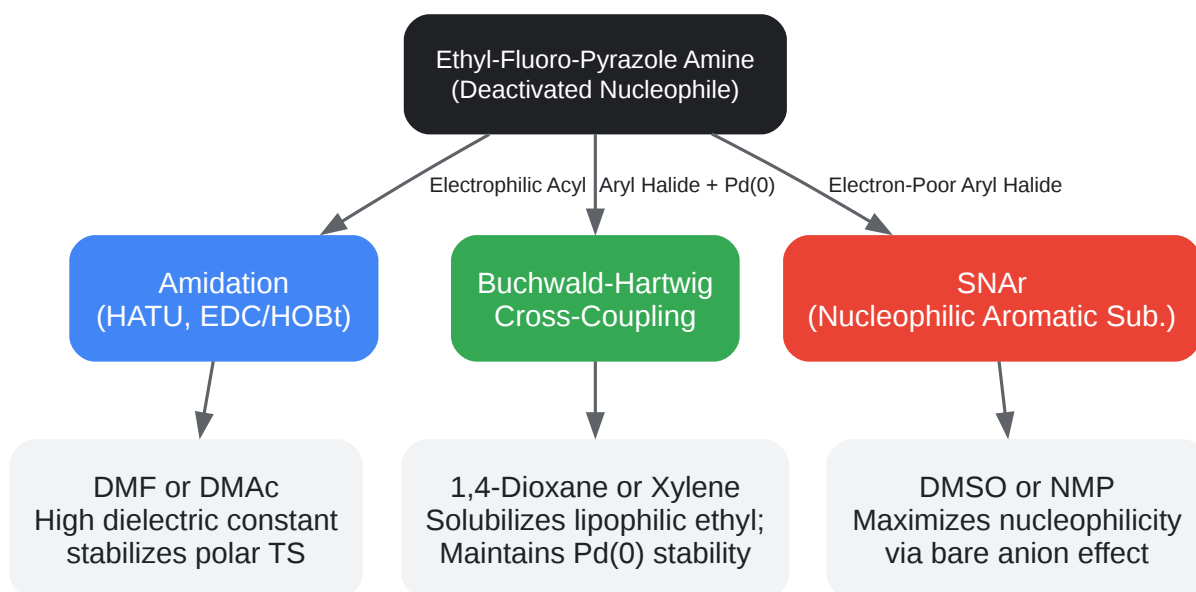 Ethyl-Fluoro-Pyrazole Amine
(Deactivated Nucleophile)
Electrophilic Acyl
Aryl Halide + Pd(0)
Electron-Poor Aryl Halide
Amidation
(HATU, EDC/HOBt)
Buchwald-Hartwig
Cross-Coupling
SNAr
(Nucleophilic Aromatic Sub.)
DMF or DMAc
High dielectric constant
stabilizes polar TS
1,4-Dioxane or Xylene
Solubilizes lipophilic ethyl;
Maintains Pd(0) stability
DMSO or NMP
Maximizes nucleophilicity
via bare anion effect